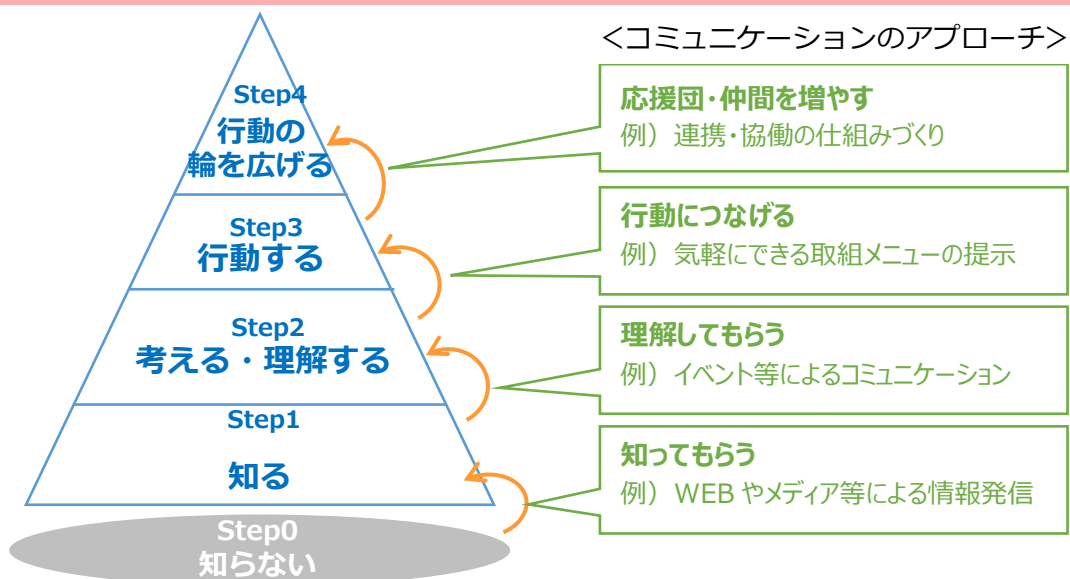 <コミュニケーションのアプローチ>
Step4
行動の
輪を広げる
応援団・仲間を増やす
例）連携・協働の仕組みづくり
Step3
行動する
行動につなげる
例）気軽にできる取組メニューの提示
Step2
考える・理解する
理解してもらう
例）イベント等によるコミュニケーション
Step1
知る
知ってもらう
例）WEB やメディア等による情報発信
Step0
知らない